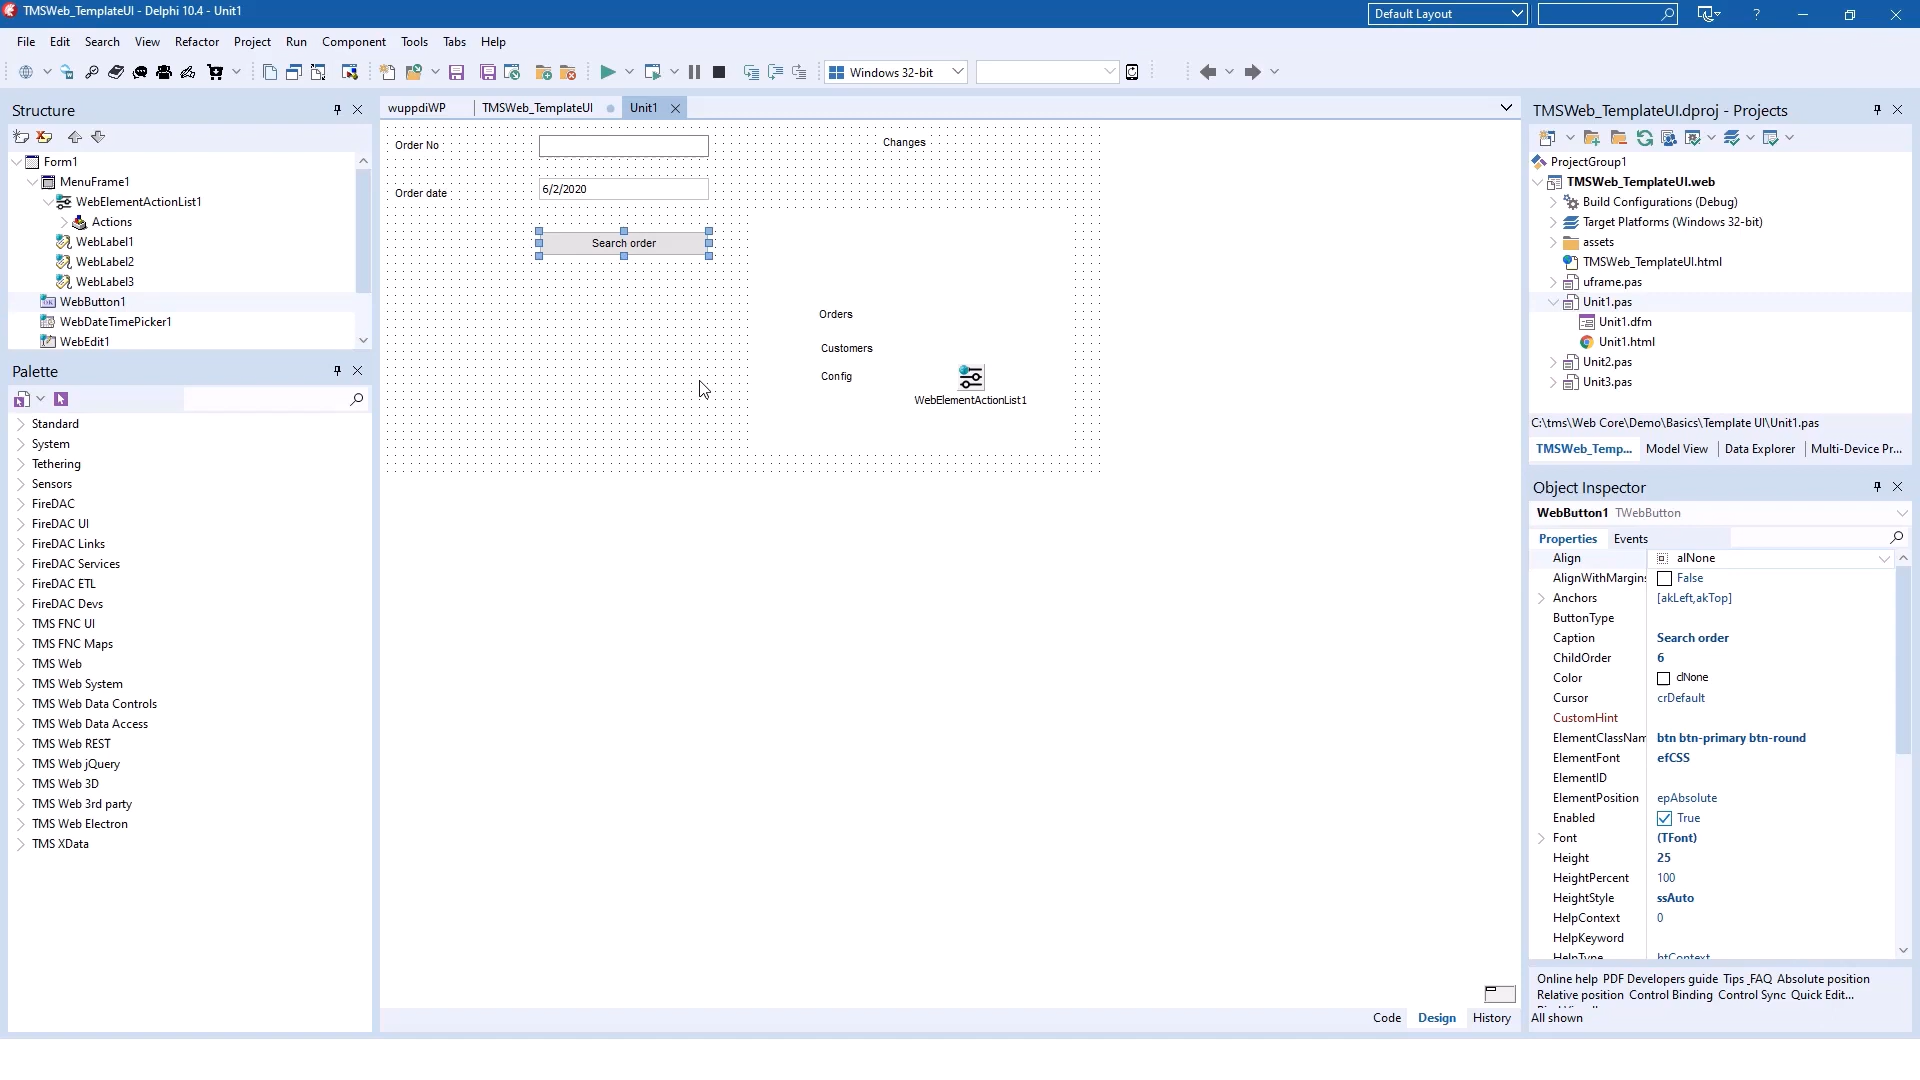 TMSWeb_TemplateUI - Delphi 10.4 - Unit1
Default Layout
?
File Edit Search View Refactor Project Run Component Tools Tabs Help
Windows 32-bit
Structure
Form1
MenuFrame1
WebElementActionList1
Actions
WebLabel1
WebLabel2
WebLabel3
WebButton1
WebDateTimePicker1
WebEdit1
Palette
Standard
System
Tethering
Sensors
FireDAC
FireDAC UI
FireDAC Links
FireDAC Services
FireDAC ETL
FireDAC Devs
TMS FNC UI
TMS FNC Maps
TMS Web
TMS Web System
TMS Web Data Controls
TMS Web Data Access
TMS Web REST
TMS Web jQuery
TMS Web 3D
TMS Web 3rd party
TMS Web Electron
TMS XData
wuppdiWP TMSWeb_TemplateUI Unit1
Order No
Changes
Order date 6/2/2020
Search order
Orders
Customers
Config
WebElementActionList1
Code Design History
TMSWeb_TemplateUI.dproj - Projects
ProjectGroup1
TMSWeb_TemplateUI.web
Build Configurations (Debug)
Target Platforms (Windows 32-bit)
assets
TMSWeb_TemplateUI.html
uframe.pas
Unit1.pas
Unit1.dfm
Unit1.html
Unit2.pas
Unit3.pas
C:\tms\Web Core\Demo\Basics\Template UI\Unit1.pas
TMSWeb_Temp... Model View Data Explorer Multi-Device Pr...
Object Inspector
WebButton1 TWebButton
Properties Events
Align alNone
AlignWithMargins False
Anchors [akLeft,akTop]
ButtonType
Caption Search order
ChildOrder 6
Color clNone
Cursor crDefault
CustomHint
ElementClassNam btn btn-primary btn-round
ElementFont efCSS
ElementID
ElementPosition epAbsolute
Enabled True
Font (TFont)
Height 25
HeightPercent 100
HeightStyle ssAuto
HelpContext 0
HelpKeyword
HelpType htContext
Online help PDF Developers guide Tips_FAQ Absolute position
Relative position Control Binding Control Sync Quick Edit...
All shown